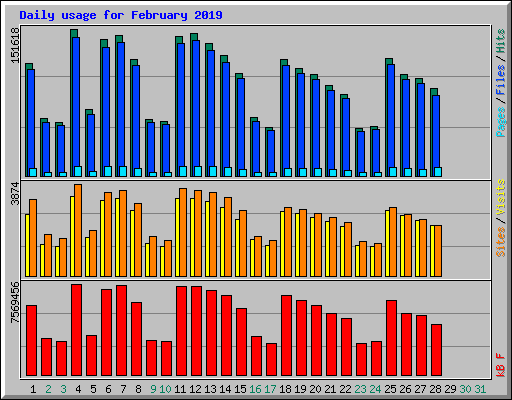 Daily usage for February 2019
151618
Pages/Files/Hits
3874
Sites/Visits
7569456
kB F
1 2 3 4 5 6 7 8 9 10 11 12 13 14 15 16 17 18 19 20 21 22 23 24 25 26 27 28 29 30 31